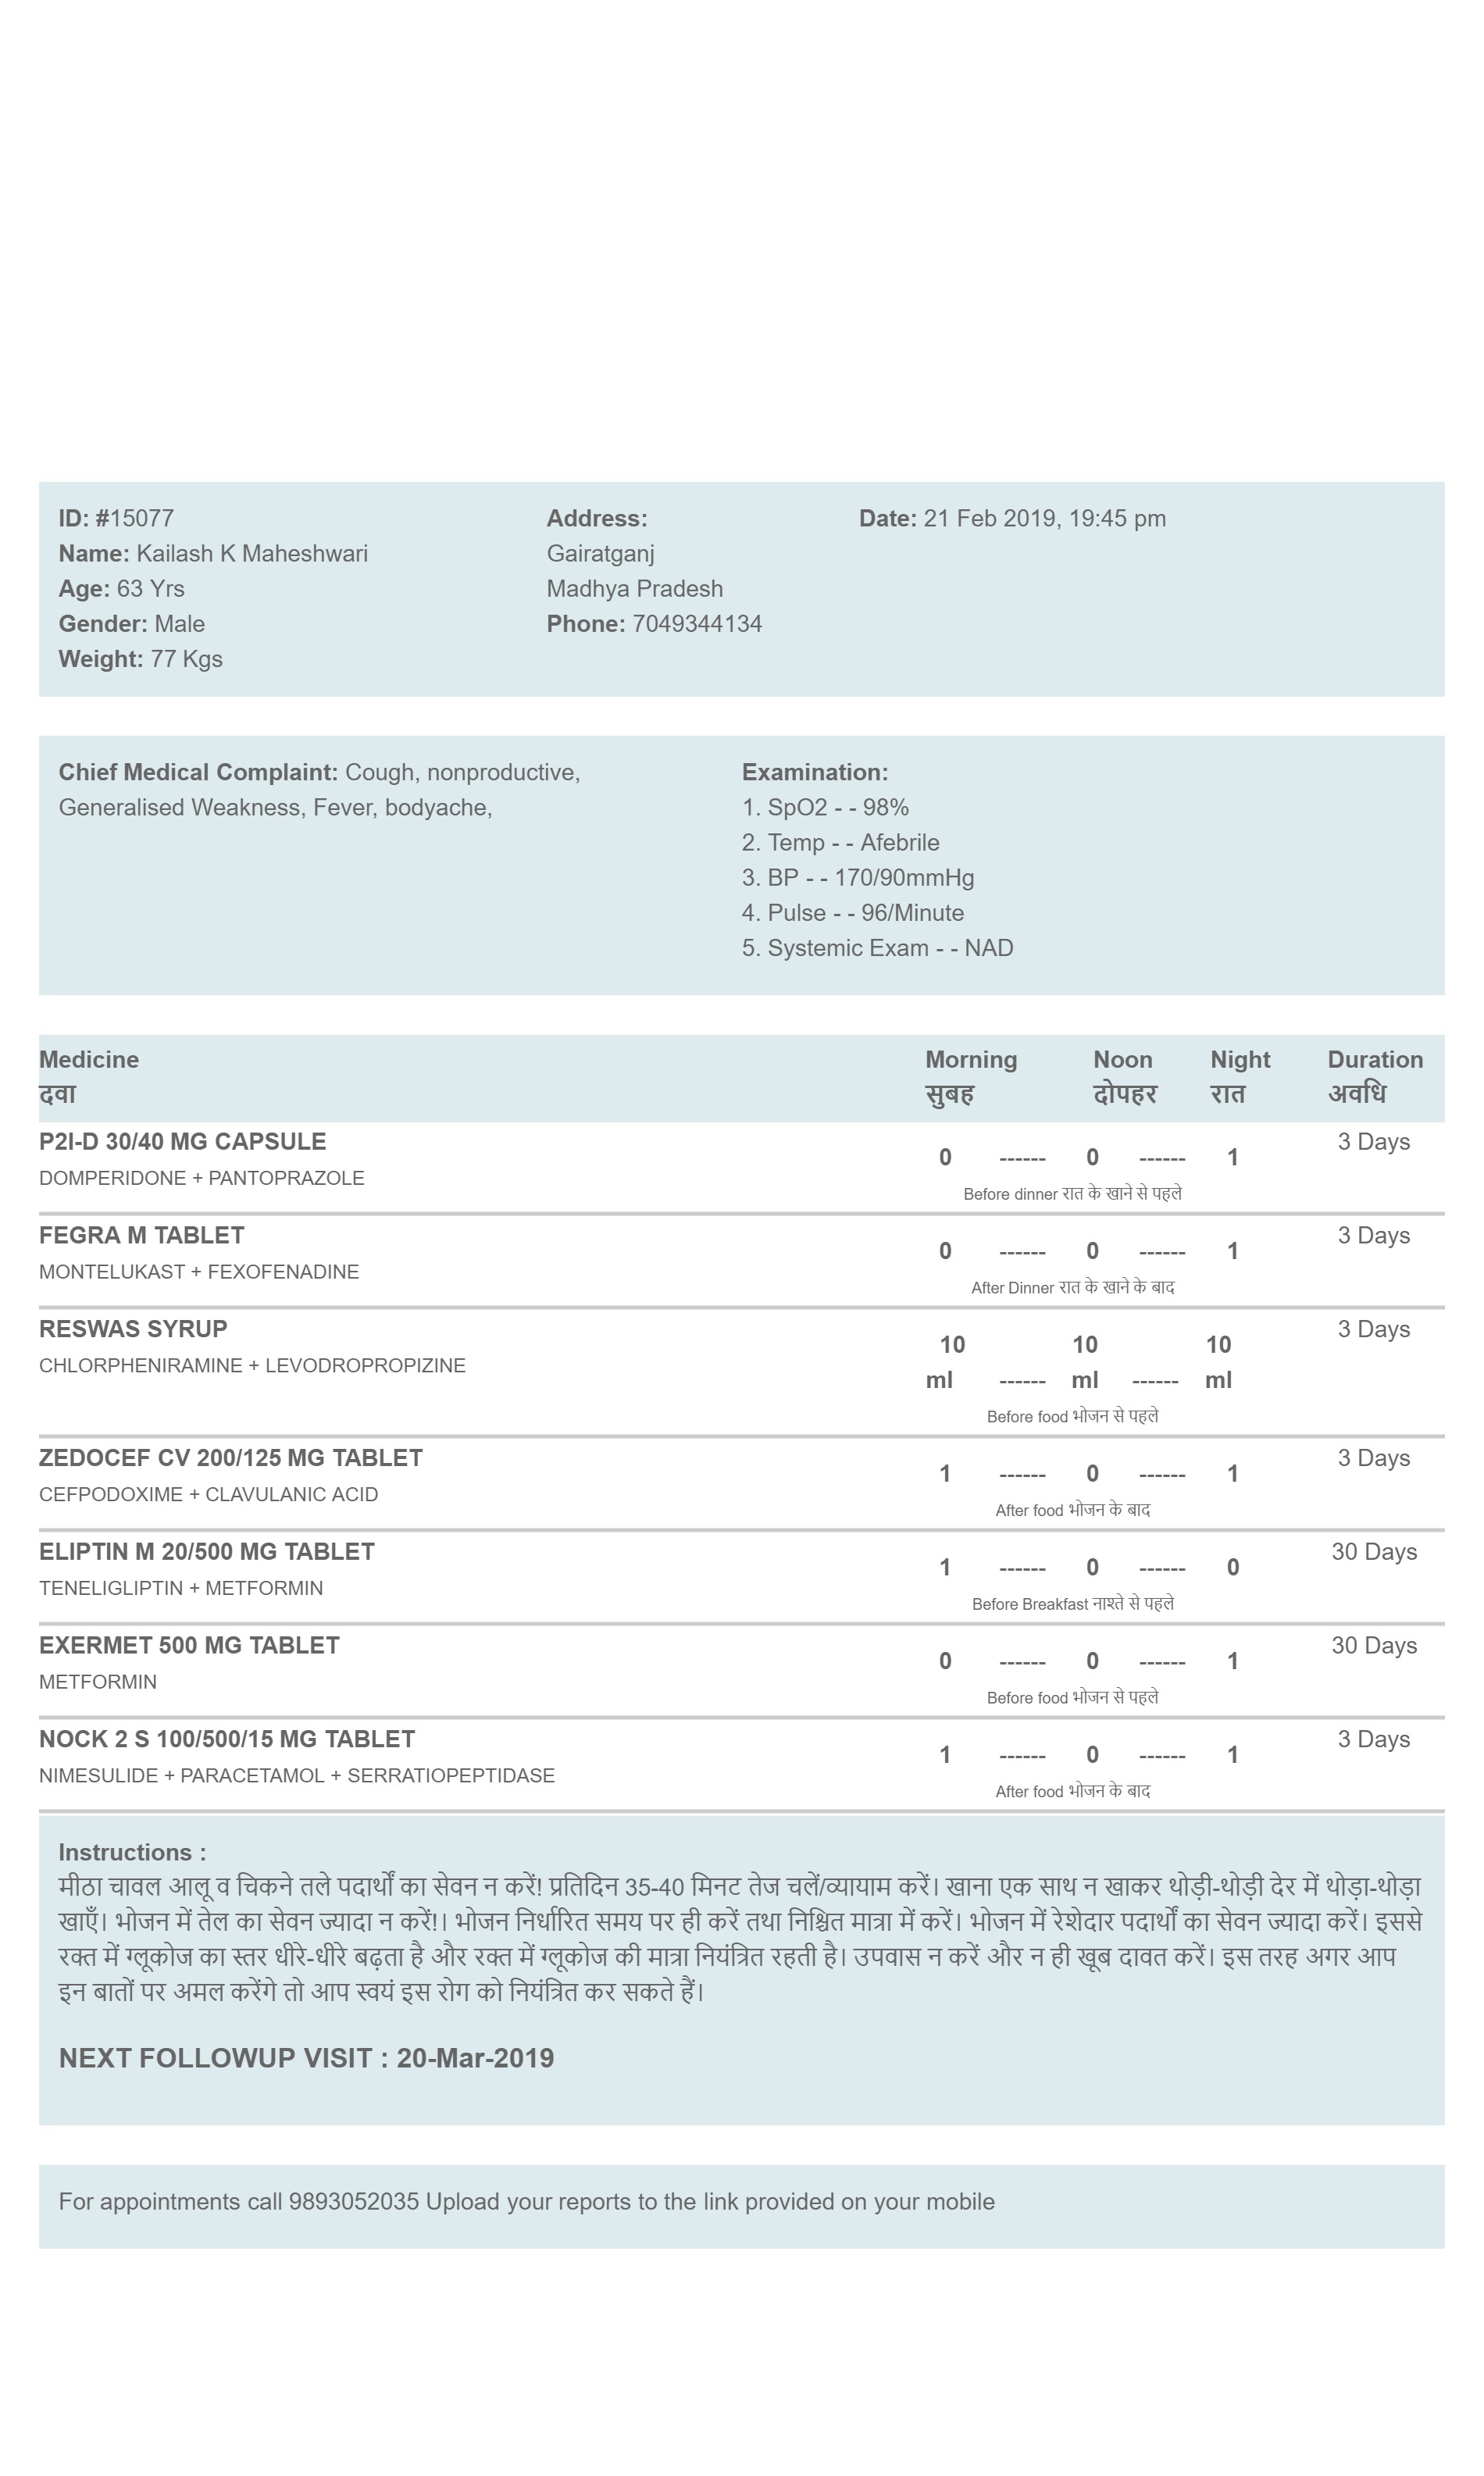 ID: #15077
Name: Kailash K Maheshwari
Age: 63 Yrs
Gender: Male
Weight: 77 Kgs
Address:
Gairatganj
Madhya Pradesh
Phone: 7049344134
Date: 21 Feb 2019, 19:45 pm
Chief Medical Complaint: Cough, nonproductive,
Generalised Weakness, Fever, bodyache,
Examination:
1. SpO2 - - 98%
2. Temp - - Afebrile
3. BP - - 170/90mmHg
4. Pulse - - 96/Minute
5. Systemic Exam - - NAD
Medicine Morning Noon Night Duration
दवा सुबह दोपहर रात अवधि
P2I-D 30/40 MG CAPSULE 3 Days
0 ------ 0 ------ 1
DOMPERIDONE + PANTOPRAZOLE
Before dinner रात के खाने से पहले
FEGRA M TABLET 3 Days
0 ------ 0 ------ 1
MONTELUKAST + FEXOFENADINE
After Dinner रात के खाने के बाद
RESWAS SYRUP 3 Days
10 10 10
CHLORPHENIRAMINE + LEVODROPROPIZINE
ml ------ ml ------ ml
Before food भोजन से पहले
ZEDOCEF CV 200/125 MG TABLET 3 Days
1 ------ 0 ------ 1
CEFPODOXIME + CLAVULANIC ACID
After food भोजन के बाद
ELIPTIN M 20/500 MG TABLET 30 Days
1 ------ 0 ------ 0
TENELIGLIPTIN + METFORMIN
Before Breakfast नाश्ते से पहले
EXERMET 500 MG TABLET 30 Days
0 ------ 0 ------ 1
METFORMIN
Before food भोजन से पहले
NOCK 2 S 100/500/15 MG TABLET 3 Days
1 ------ 0 ------ 1
NIMESULIDE + PARACETAMOL + SERRATIOPEPTIDASE
After food भोजन के बाद
Instructions :
मीठा चावल आलू व चिकने तले पदार्थों का सेवन न करें! प्रतिदिन 35-40 मिनट तेज चलें/व्यायाम करें। खाना एक साथ न खाकर थोड़ी-थोड़ी देर में थोड़ा-थोड़ा
खाएँ। भोजन में तेल का सेवन ज्यादा न करें!। भोजन निर्धारित समय पर ही करें तथा निश्चित मात्रा में करें। भोजन में रेशेदार पदार्थों का सेवन ज्यादा करें। इससे
रक्त में ग्लूकोज का स्तर धीरे-धीरे बढ़ता है और रक्त में ग्लूकोज की मात्रा नियंत्रित रहती है। उपवास न करें और न ही खूब दावत करें। इस तरह अगर आप
इन बातों पर अमल करेंगे तो आप स्वयं इस रोग को नियंत्रित कर सकते हैं।
NEXT FOLLOWUP VISIT : 20-Mar-2019
For appointments call 9893052035 Upload your reports to the link provided on your mobile